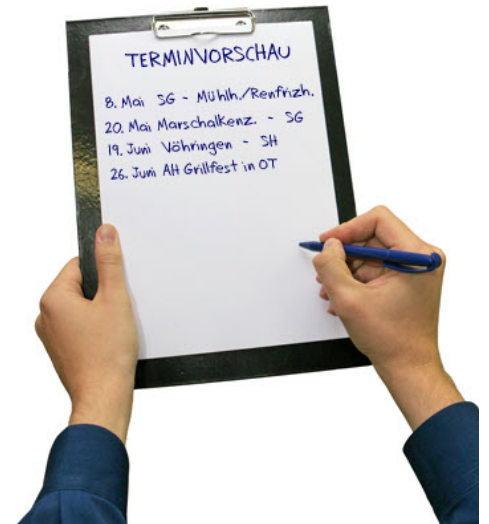 TERMINVORSCHAU
8. Mai SG - Mühlh./Renfrizh.
20. Mai Marschalkenz. - SG
19. Juni Vöhringen - SH
26. Juni AH Grillfest in OT